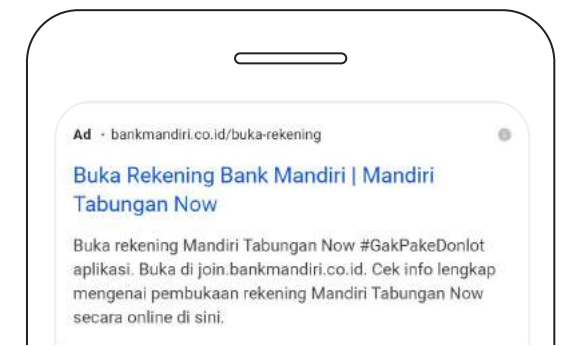 Ad · bankmandiri.co.id/buka-rekening
Buka Rekening Bank Mandiri | Mandiri
Tabungan Now
Buka rekening Mandiri Tabungan Now #GakPakeDonlot
aplikasi. Buka di join.bankmandiri.co.id. Cek info lengkap
mengenai pembukaan rekening Mandiri Tabungan Now
secara online di sini.